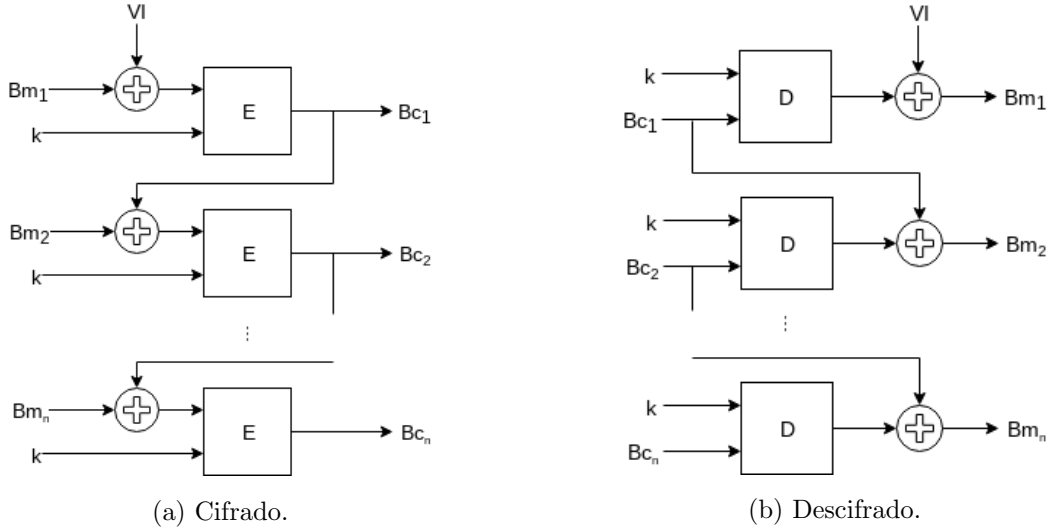 VI
Bm1
k
E
Bc1
Bm2
k
E
Bc2
⋮
Bmn
k
E
Bcn
(a) Cifrado.
VI
k
Bc1
D
Bm1
k
Bc2
D
Bm2
⋮
k
Bcn
D
Bmn
(b) Descifrado.